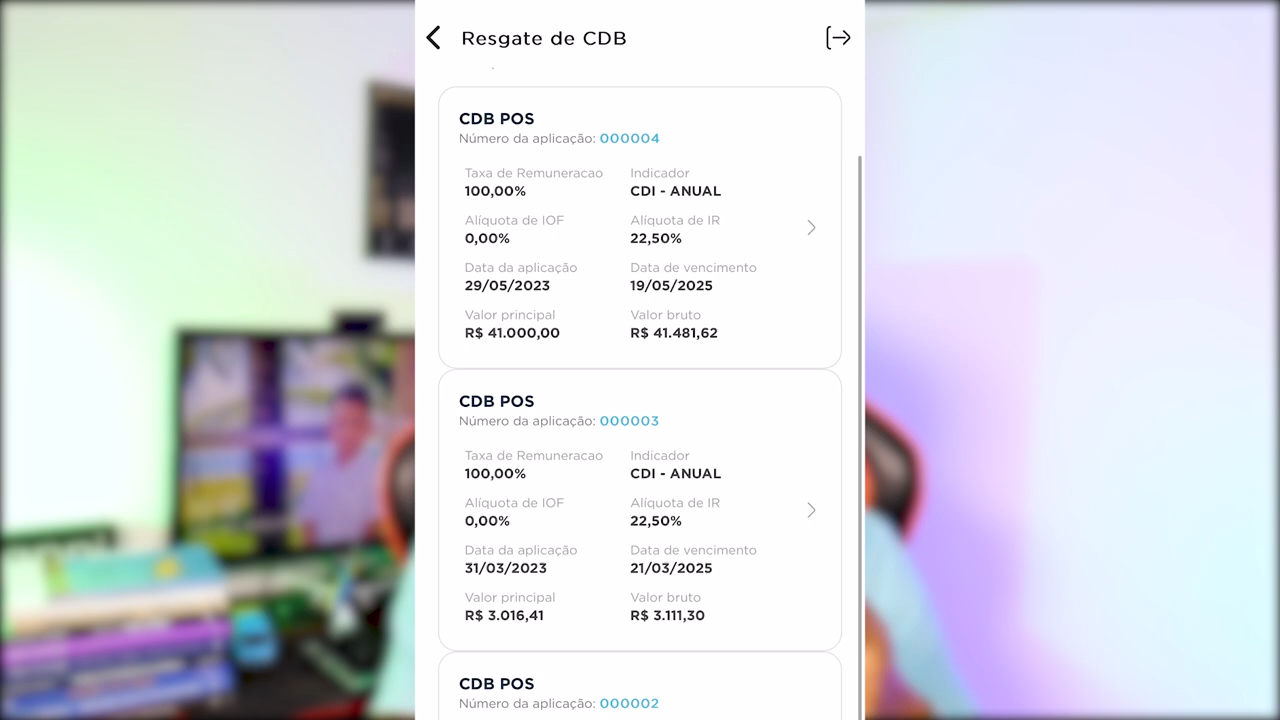 Resgate de CDB
CDB POS
Número da aplicação: 000004
Taxa de Remuneracao Indicador
100,00% CDI - ANUAL
Alíquota de IOF Alíquota de IR
0,00% 22,50%
Data da aplicação Data de vencimento
29/05/2023 19/05/2025
Valor principal Valor bruto
R$ 41.000,00 R$ 41.481,62
CDB POS
Número da aplicação: 000003
Taxa de Remuneracao Indicador
100,00% CDI - ANUAL
Alíquota de IOF Alíquota de IR
0,00% 22,50%
Data da aplicação Data de vencimento
31/03/2023 21/03/2025
Valor principal Valor bruto
R$ 3.016,41 R$ 3.111,30
CDB POS
Número da aplicação: 000002